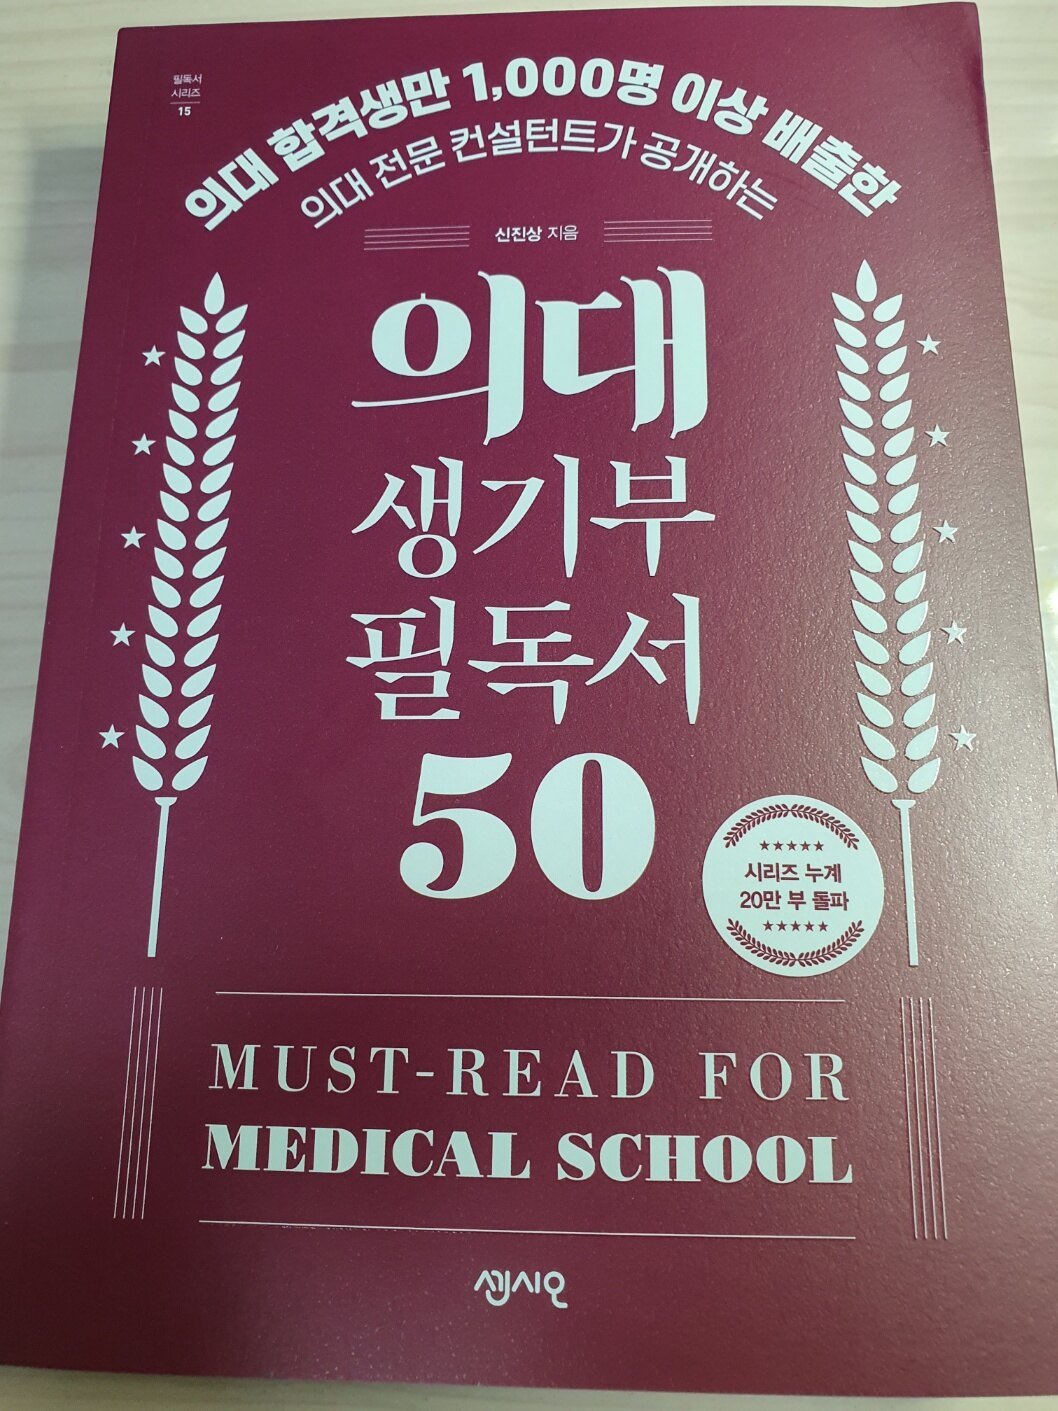 필독서
시리즈
15
의대 합격생만 1,000명 이상 배출한
의대 전문 컨설턴트가 공개하는
신진상 지음
의대
생기부
필독서
50
시리즈 누계
20만 부 돌파
MUST-READ FOR
MEDICAL SCHOOL
센시오